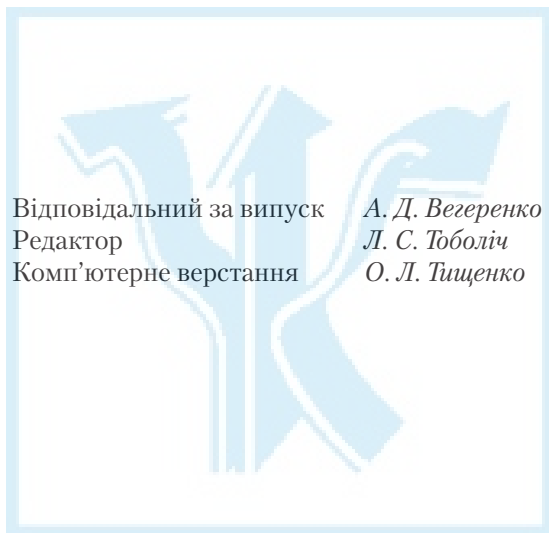 Відповідальний за випуск А. Д. Вегеренко
Редактор Л. С. Тоболіч
Комп’ютерне верстання О. Л. Тищенко